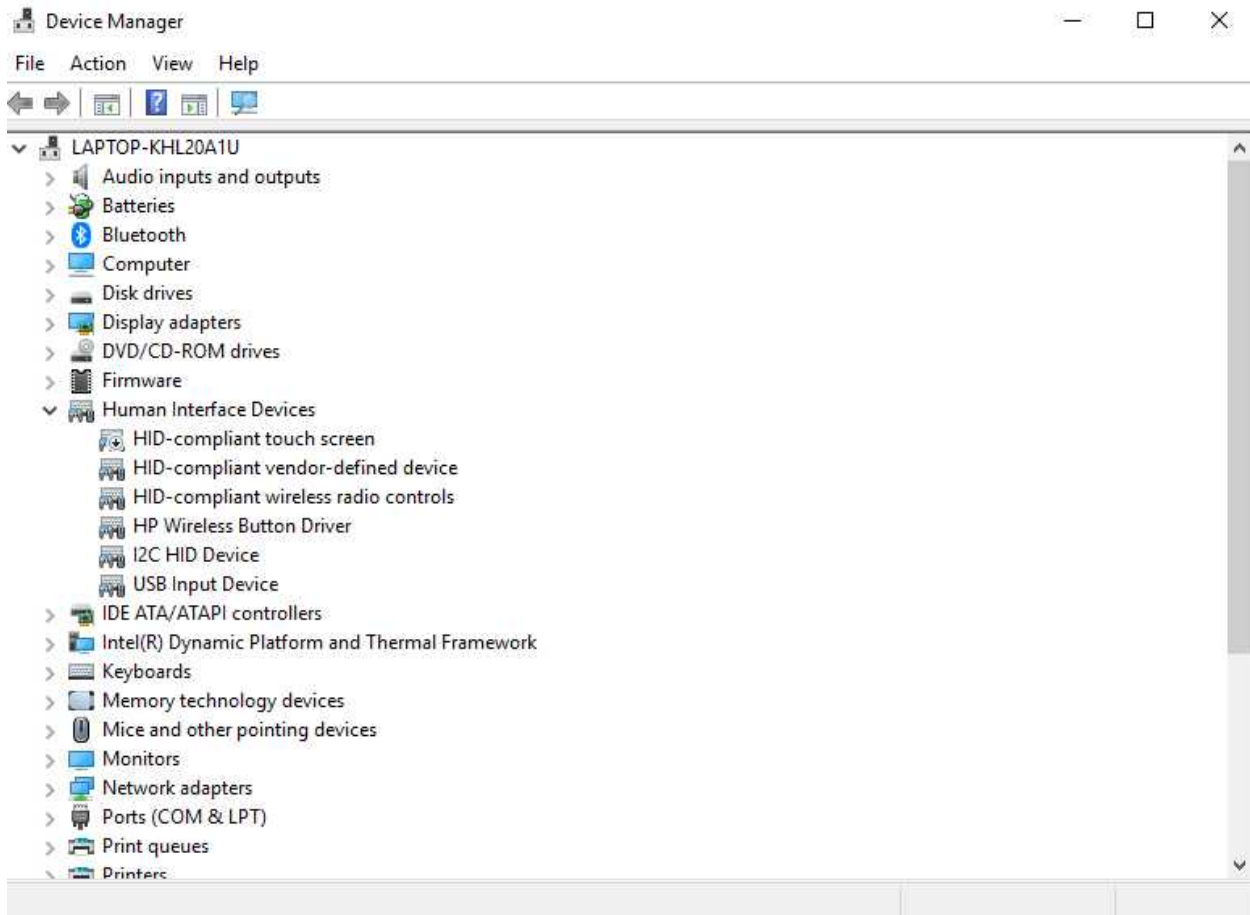 Device Manager
File Action View Help
LAPTOP-KHL20A1U
Audio inputs and outputs
Batteries
Bluetooth
Computer
Disk drives
Display adapters
DVD/CD-ROM drives
Firmware
Human Interface Devices
HID-compliant touch screen
HID-compliant vendor-defined device
HID-compliant wireless radio controls
HP Wireless Button Driver
I2C HID Device
USB Input Device
IDE ATA/ATAPI controllers
Intel(R) Dynamic Platform and Thermal Framework
Keyboards
Memory technology devices
Mice and other pointing devices
Monitors
Network adapters
Ports (COM & LPT)
Print queues
Printers